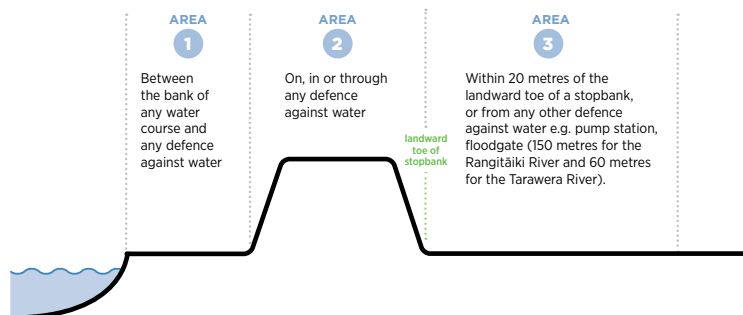 AREA
1
Between
the bank of
any water
course and
any defence
against water
AREA
2
On, in or through
any defence
against water
landward
toe of
stopbank
AREA
3
Within 20 metres of the
landward toe of a stopbank,
or from any other defence
against water e.g. pump station,
floodgate (150 metres for the
Rangitāiki River and 60 metres
for the Tarawera River).